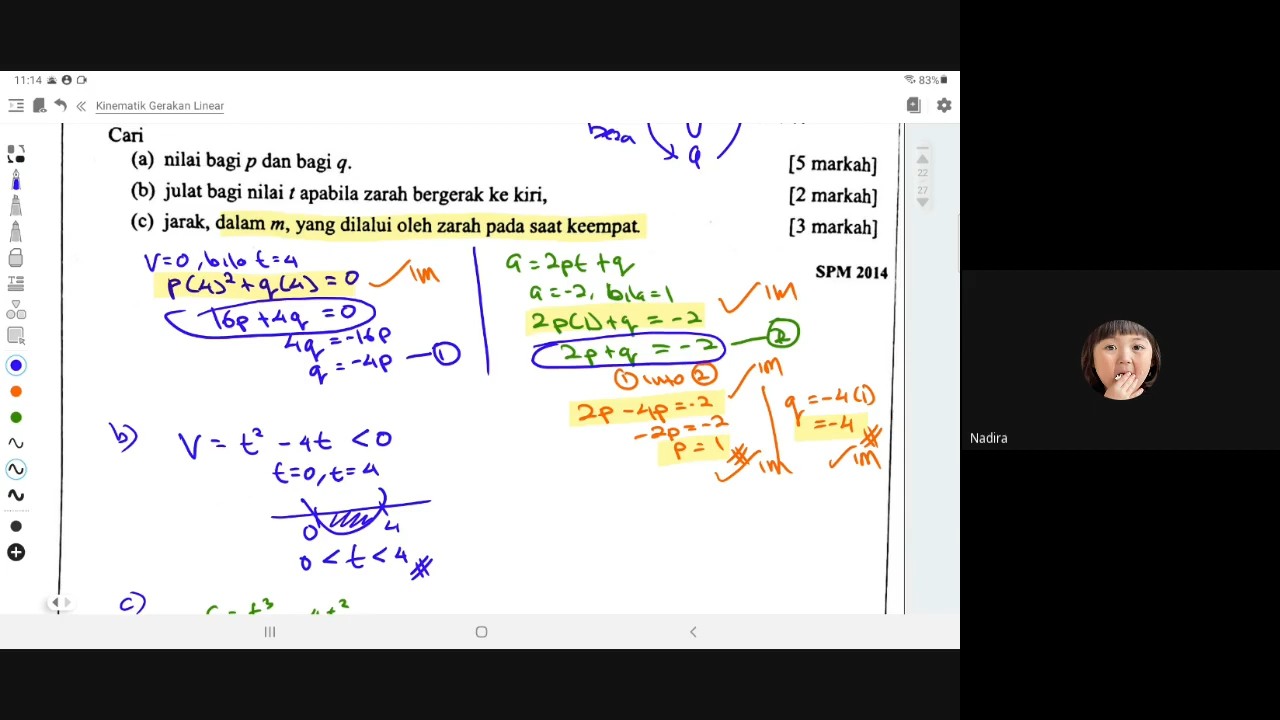 11:14
83%
Kinematik Gerakan Linear
22
27
beza
q
Cari
(a) nilai bagi p dan bagi q. [5 markah]
(b) julat bagi nilai t apabila zarah bergerak ke kiri, [2 markah]
(c) jarak, dalam m, yang dilalui oleh zarah pada saat keempat. [3 markah]
SPM 2014
V=0, bila t=4
p(4)²+q(4) = 0 ✓ 1m
16p+4q = 0
4q = -16p
q = -4p — ①
a = 2pt + q
a = -2, bila = 1
2p(1)+q = -2 ✓ 1m
2p+q = -2 — ②
① into ②
2p - 4p = -2 ✓ 1m
-2p = -2
p = 1 ✓ 1m
q = -4(1)
= -4
✓ 1m
b) V = t² - 4t < 0
t=0, t=4
0 4
0 < t < 4
c)
Nadira